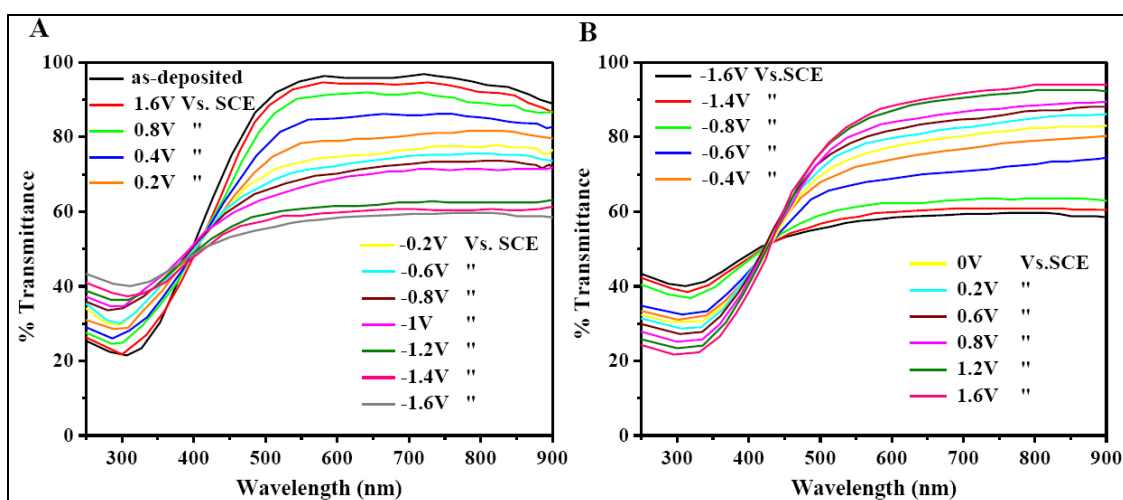 A
B
100
80
60
40
20
0
% Transmittance
as-deposited
1.6V Vs. SCE
0.8V "
0.4V "
0.2V "
-0.2V Vs. SCE
-0.6V "
-0.8V "
-1V "
-1.2V "
-1.4V "
-1.6V "
300 400 500 600 700 800 900
Wavelength (nm)
100
80
60
40
20
0
% Transmittance
-1.6V Vs.SCE
-1.4V "
-0.8V "
-0.6V "
-0.4V "
0V Vs.SCE
0.2V "
0.6V "
0.8V "
1.2V "
1.6V "
300 400 500 600 700 800 900
Wavelength (nm)